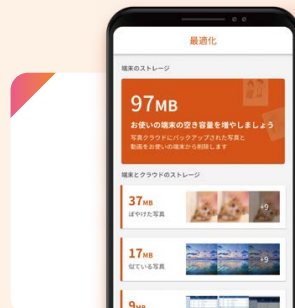 最適化
端末のストレージ
97MB
お使いの端末の空き容量を増やしましょう
写真クラウドにバックアップされた写真と
動画をお使いの端末から削除します
端末とクラウドのストレージ
37MB
ぼやけた写真
+9
17MB
似ている写真
+9
9MB